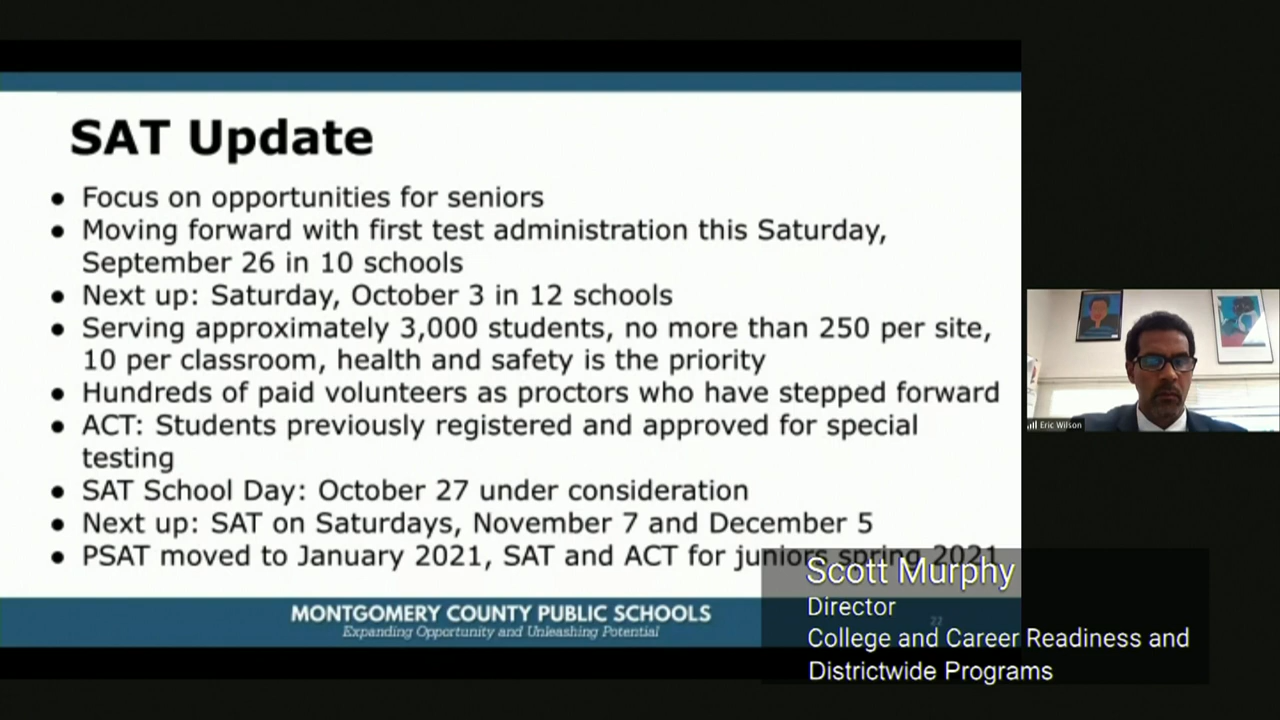 SAT Update
● Focus on opportunities for seniors
● Moving forward with first test administration this Saturday,
September 26 in 10 schools
● Next up: Saturday, October 3 in 12 schools
● Serving approximately 3,000 students, no more than 250 per site,
10 per classroom, health and safety is the priority
● Hundreds of paid volunteers as proctors who have stepped forward
● ACT: Students previously registered and approved for special
testing
● SAT School Day: October 27 under consideration
● Next up: SAT on Saturdays, November 7 and December 5
● PSAT moved to January 2021, SAT and ACT for juniors spring 2021
MONTGOMERY COUNTY PUBLIC SCHOOLS
Expanding Opportunity and Unleashing Potential
22
Scott Murphy
Director
College and Career Readiness and
Districtwide Programs
Eric Wilson